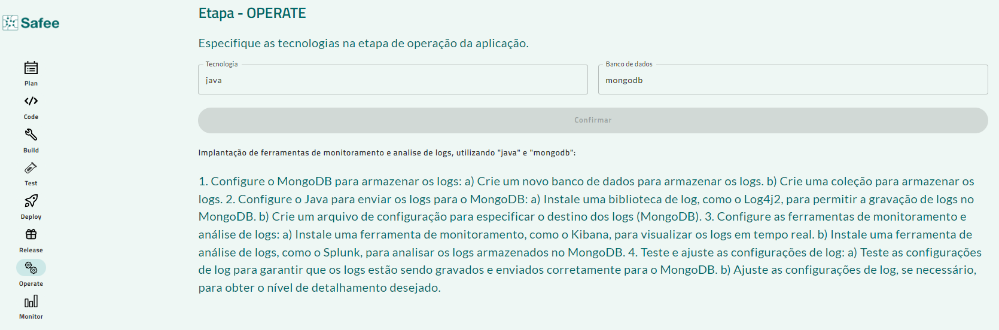 Safee
Plan
Code
Build
Test
Deploy
Release
Operate
Monitor
Etapa - OPERATE
Especifique as tecnologias na etapa de operação da aplicação.
Tecnologia
java
Banco de dados
mongodb
Confirmar
Implantação de ferramentas de monitoramento e analise de logs, utilizando "java" e "mongodb":
1. Configure o MongoDB para armazenar os logs: a) Crie um novo banco de dados para armazenar os logs. b) Crie uma coleção para armazenar os
logs. 2. Configure o Java para enviar os logs para o MongoDB: a) Instale uma biblioteca de log, como o Log4j2, para permitir a gravação de logs no
MongoDB. b) Crie um arquivo de configuração para especificar o destino dos logs (MongoDB). 3. Configure as ferramentas de monitoramento e
análise de logs: a) Instale uma ferramenta de monitoramento, como o Kibana, para visualizar os logs em tempo real. b) Instale uma ferramenta de
análise de logs, como o Splunk, para analisar os logs armazenados no MongoDB. 4. Teste e ajuste as configurações de log: a) Teste as configurações
de log para garantir que os logs estão sendo gravados e enviados corretamente para o MongoDB. b) Ajuste as configurações de log, se necessário,
para obter o nível de detalhamento desejado.